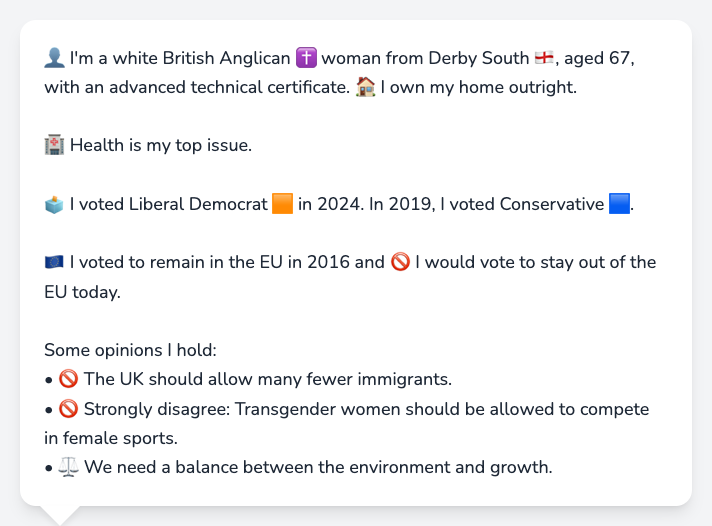 👤 I'm a white British Anglican ✝️ woman from Derby South 🏴󠁧󠁢󠁥󠁮󠁧󠁿, aged 67,
with an advanced technical certificate. 🏠 I own my home outright.
🏥 Health is my top issue.
🗳️ I voted Liberal Democrat 🟧 in 2024. In 2019, I voted Conservative 🟦.
🇪🇺 I voted to remain in the EU in 2016 and 🚫 I would vote to stay out of the
EU today.
Some opinions I hold:
• 🚫 The UK should allow many fewer immigrants.
• 🚫 Strongly disagree: Transgender women should be allowed to compete
in female sports.
• ⚖️ We need a balance between the environment and growth.